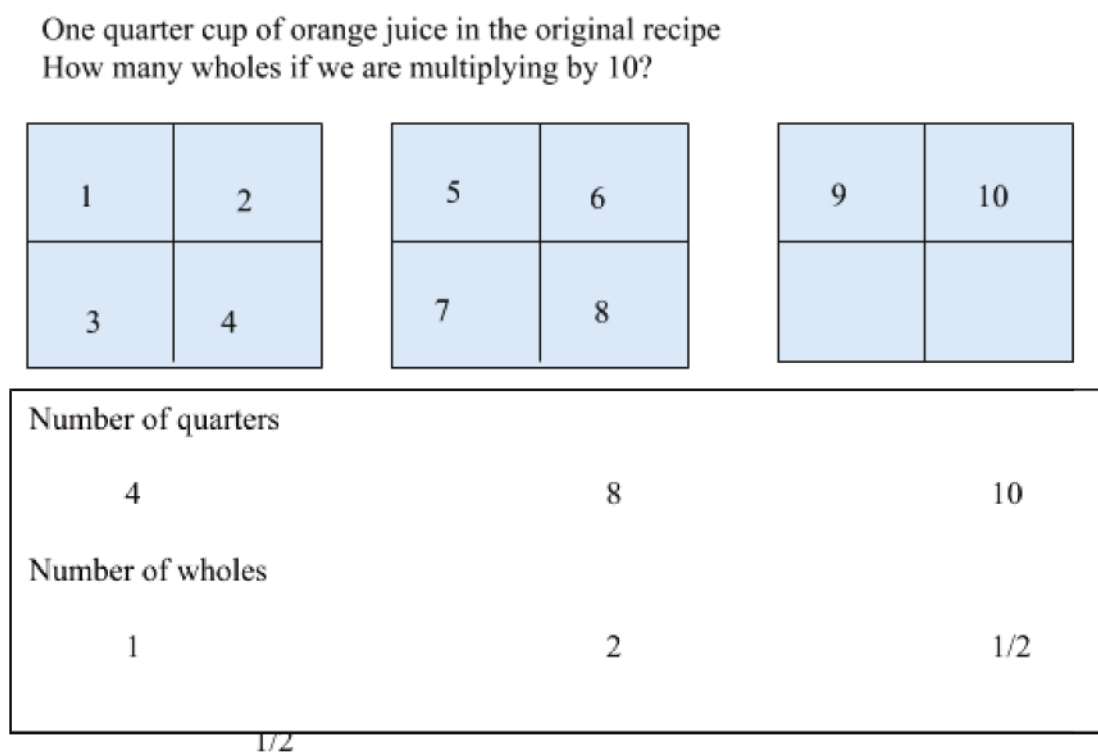 One quarter cup of orange juice in the original recipe
How many wholes if we are multiplying by 10?
1 2 5 6 9 10
3 4 7 8
Number of quarters
4 8 10
Number of wholes
1 2 1/2
1/2